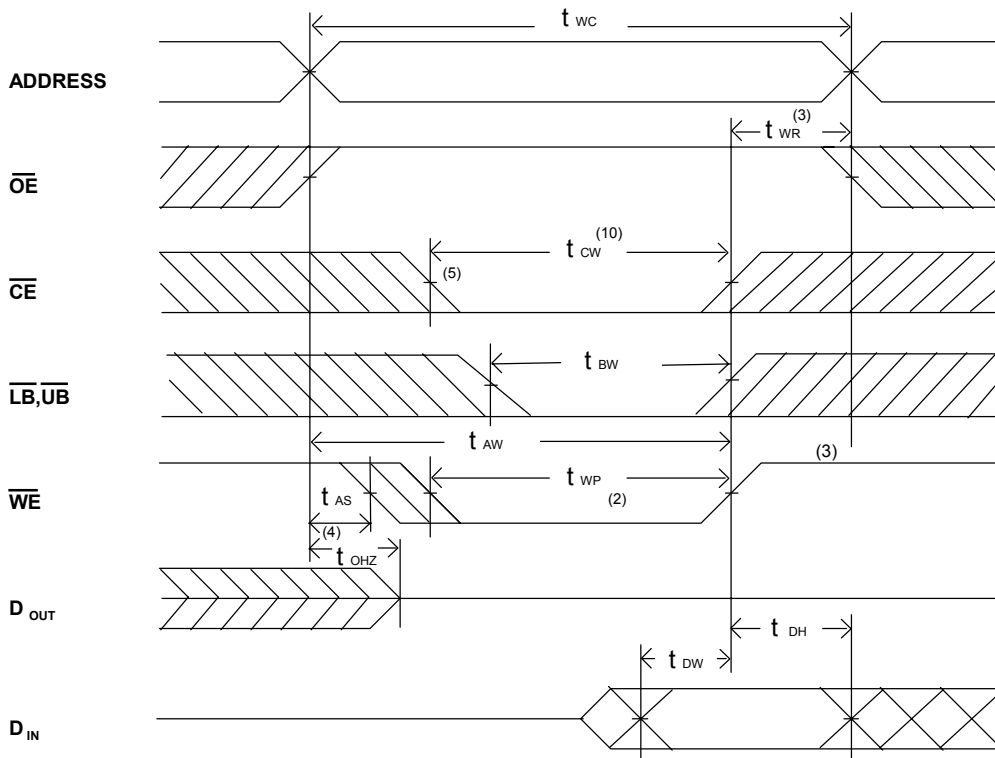 t WC
ADDRESS
t WR (3)
OE
t CW (10)
CE
(5)
t BW
LB,UB
t AW
(3)
WE
t WP (2)
t AS
(4)
t OHZ
D OUT
t DH
t DW
D IN